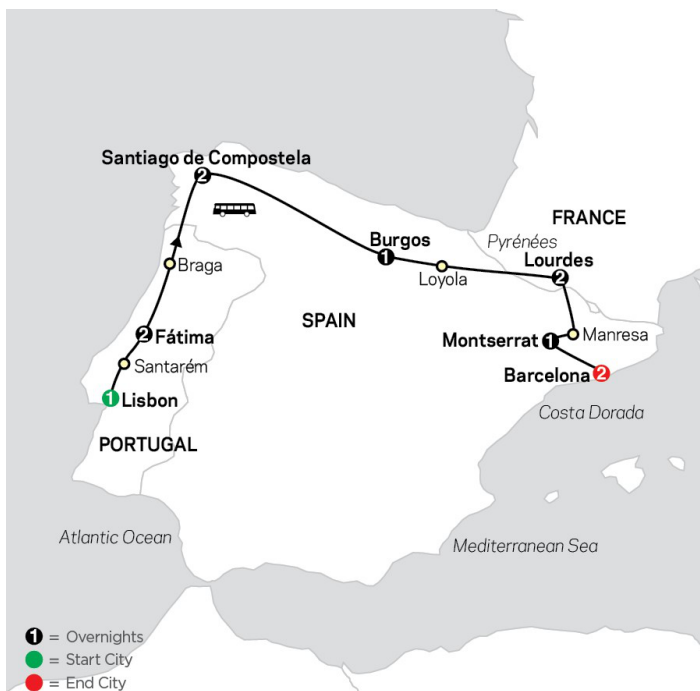 Santiago de Compostela
2
FRANCE
Burgos
1
Pyrénées
Lourdes
2
Braga
Loyola
SPAIN
2 Fátima
Montserrat 1
Manresa
Santarém
Barcelona 2
1 Lisbon
Costa Dorada
PORTUGAL
Atlantic Ocean
Mediterranean Sea
1 = Overnights
= Start City
= End City